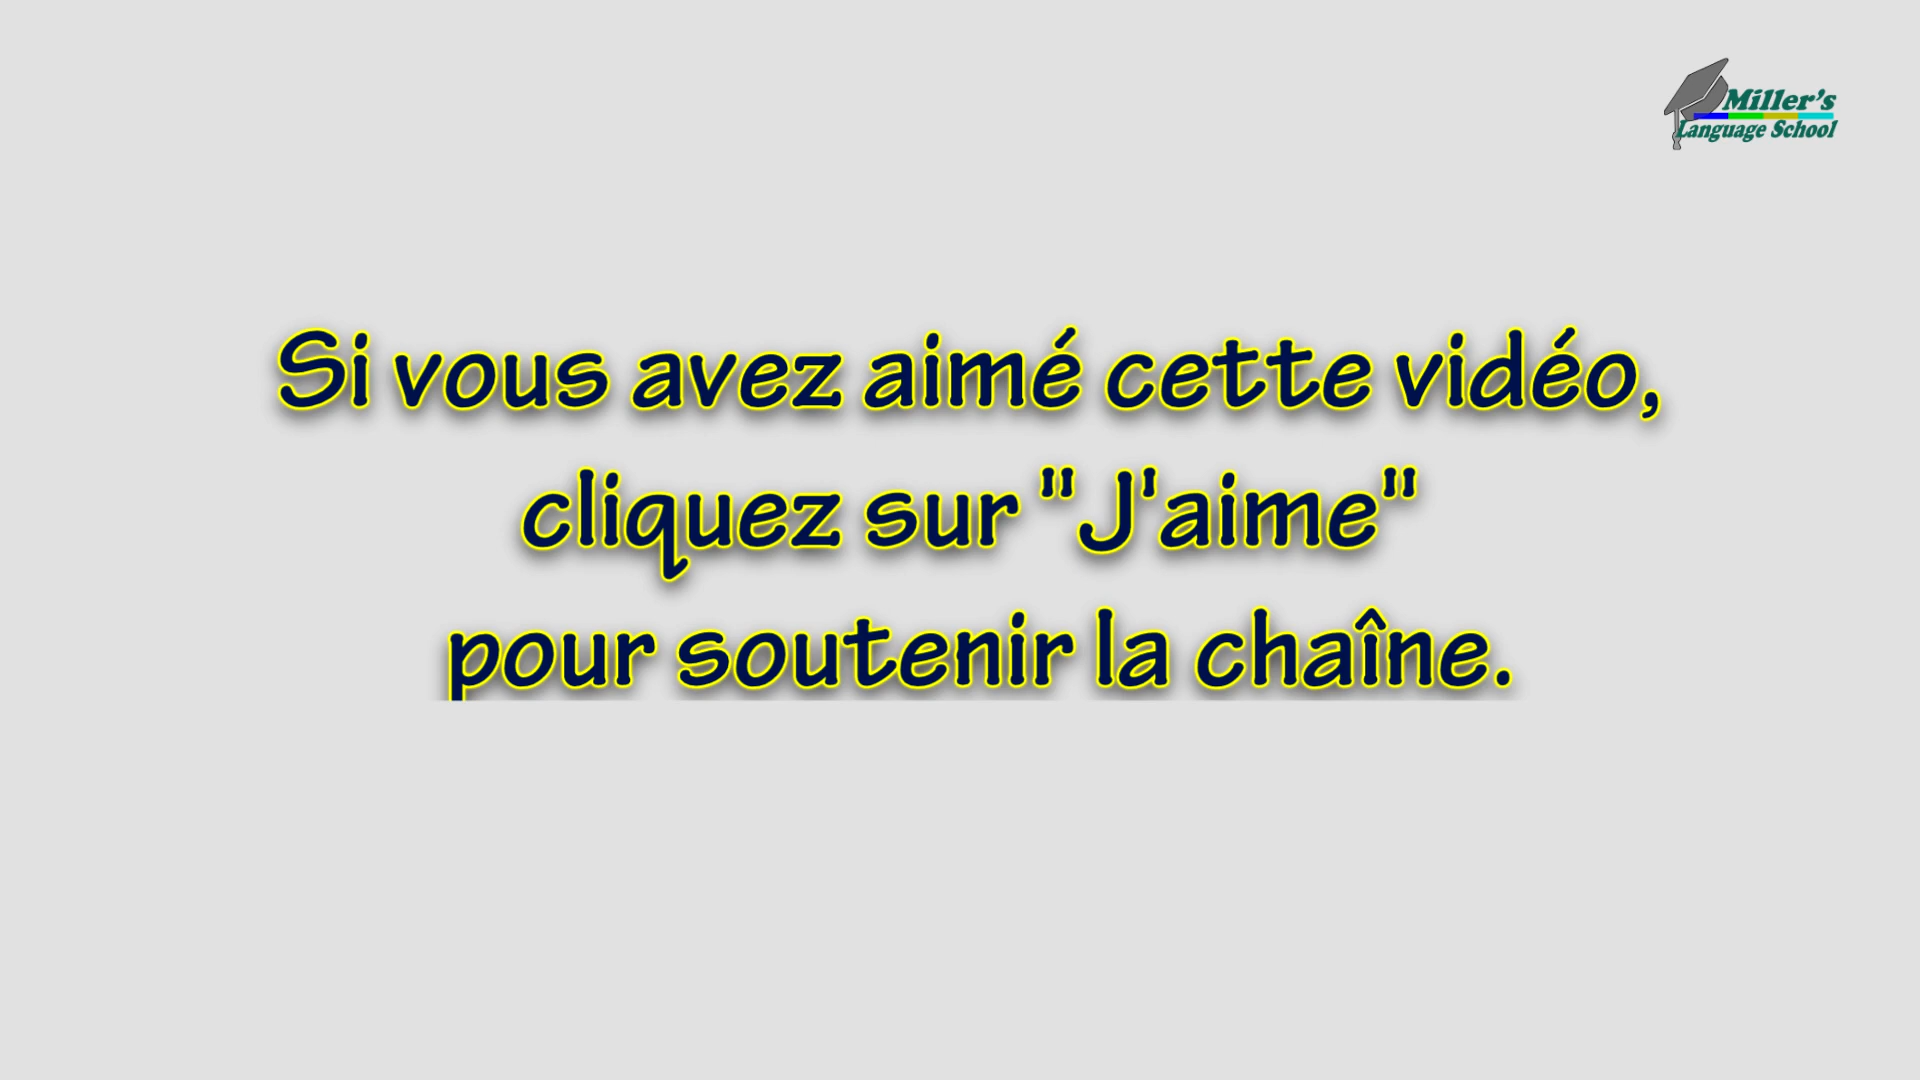 Miller's
Language School
Si vous avez aimé cette vidéo,
cliquez sur "J'aime"
pour soutenir la chaîne.